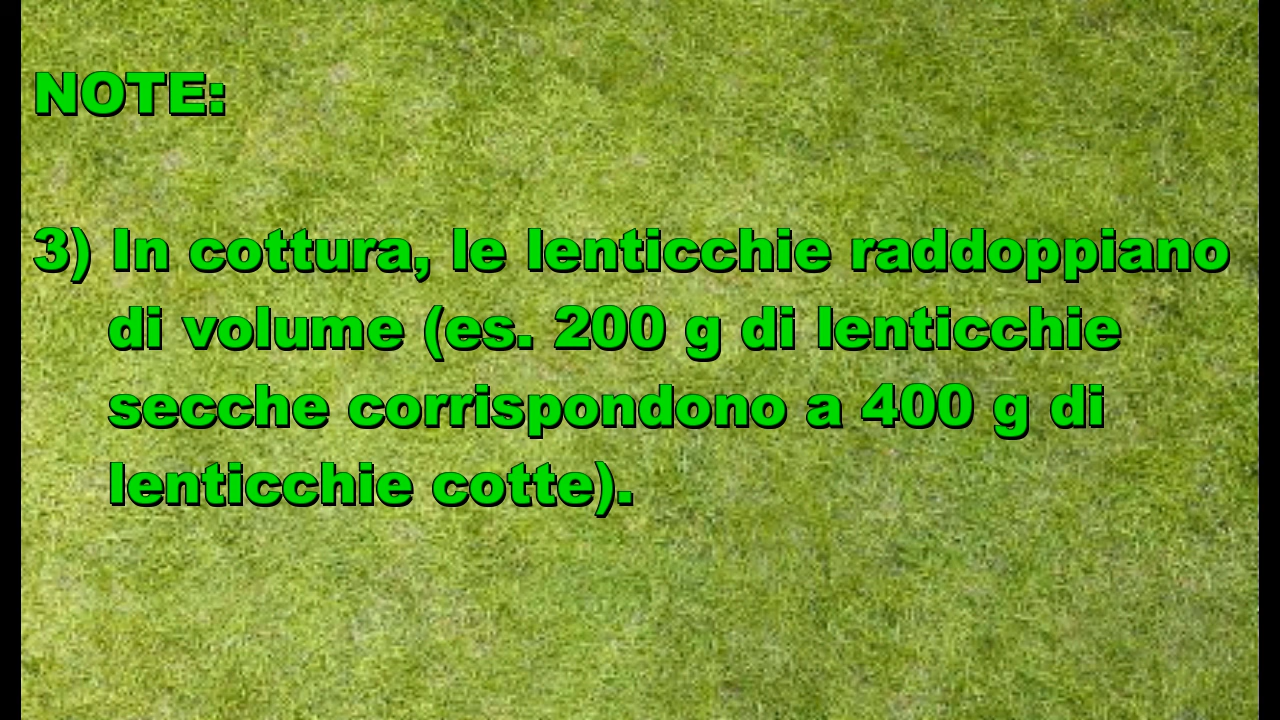 NOTE:
3) In cottura, le lenticchie raddoppiano
di volume (es. 200 g di lenticchie
secche corrispondono a 400 g di
lenticchie cotte).